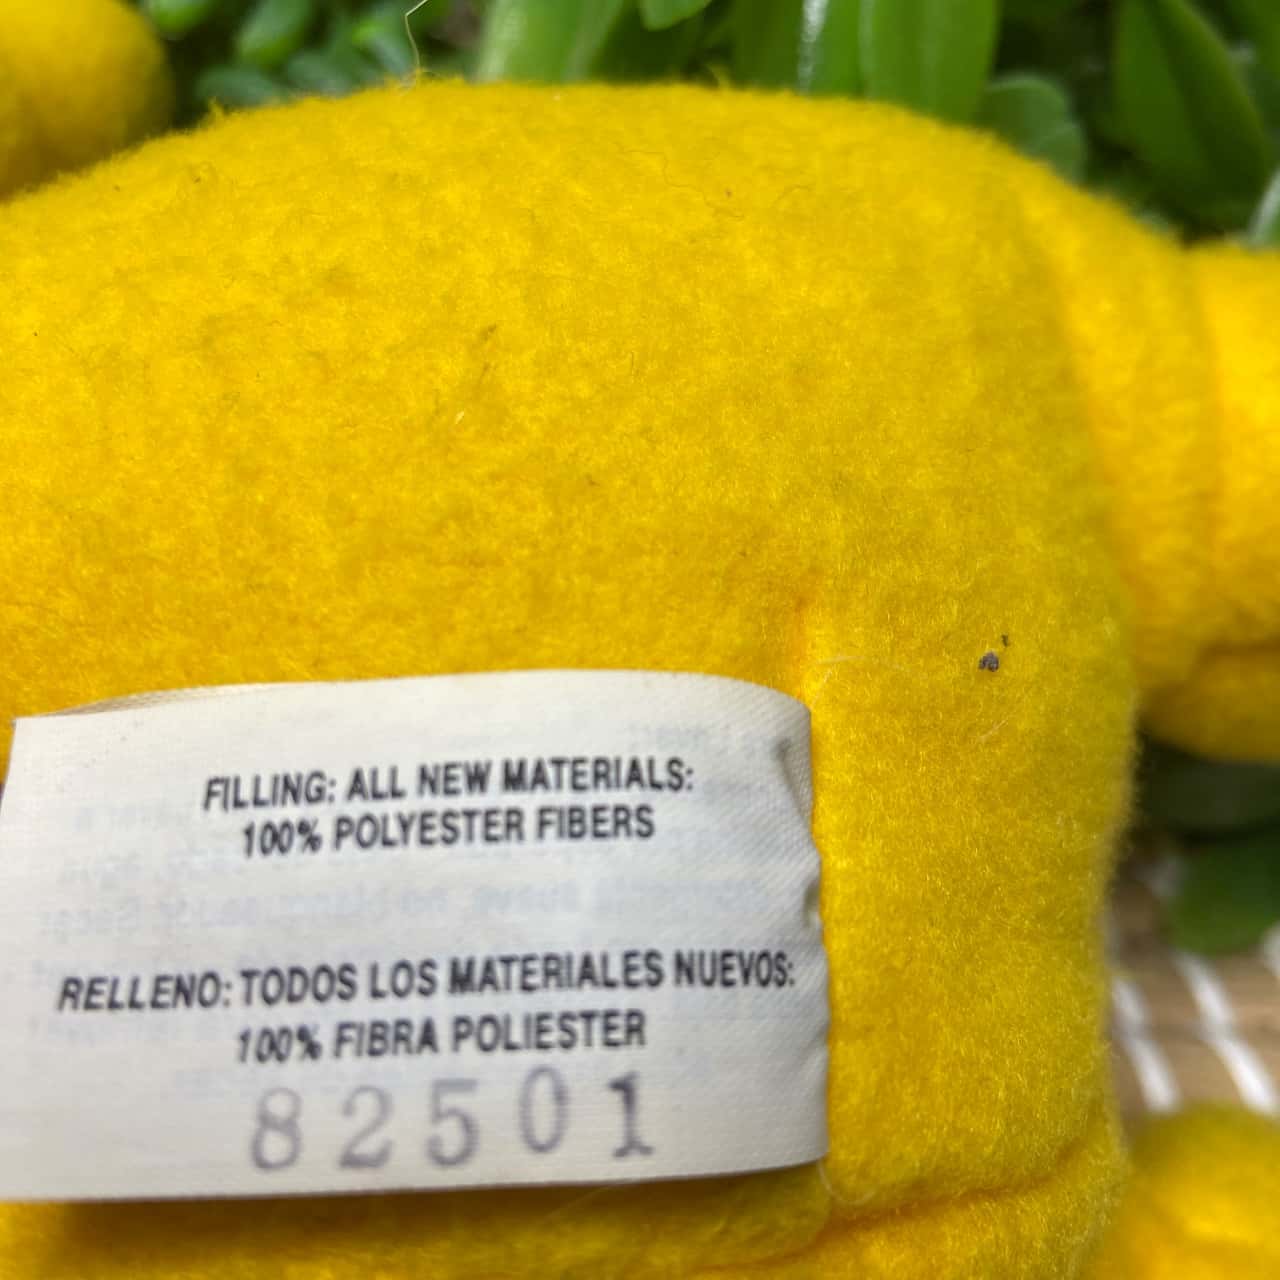 FILLING: ALL NEW MATERIALS:
100% POLYESTER FIBERS
RELLENO: TODOS LOS MATERIALES NUEVOS:
100% FIBRA POLIESTER
82501